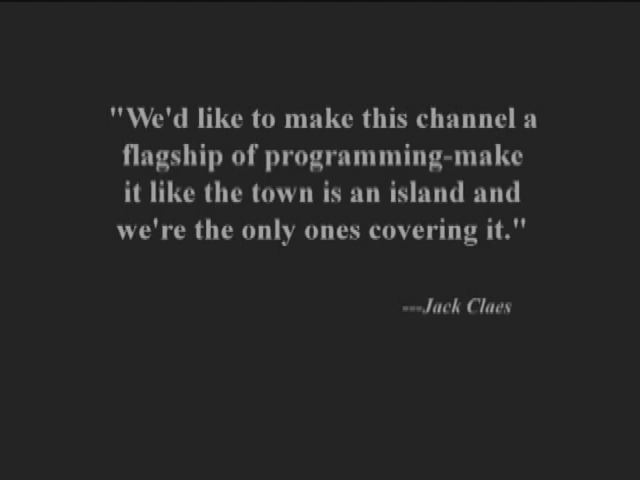 "We'd like to make this channel a
flagship of programming-make
it like the town is an island and
we're the only ones covering it."
---Jack Claes